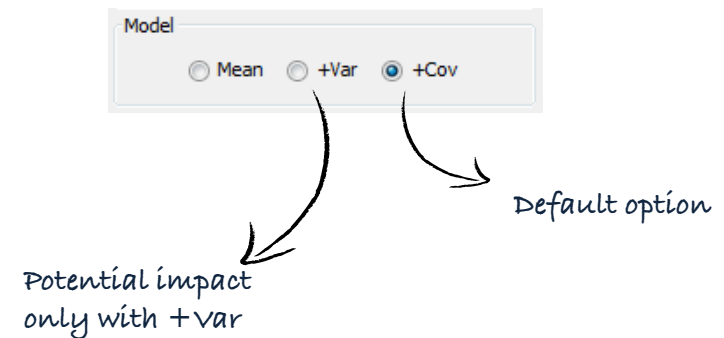 Model
Mean +Var +Cov
Default option
Potential impact
only with +Var